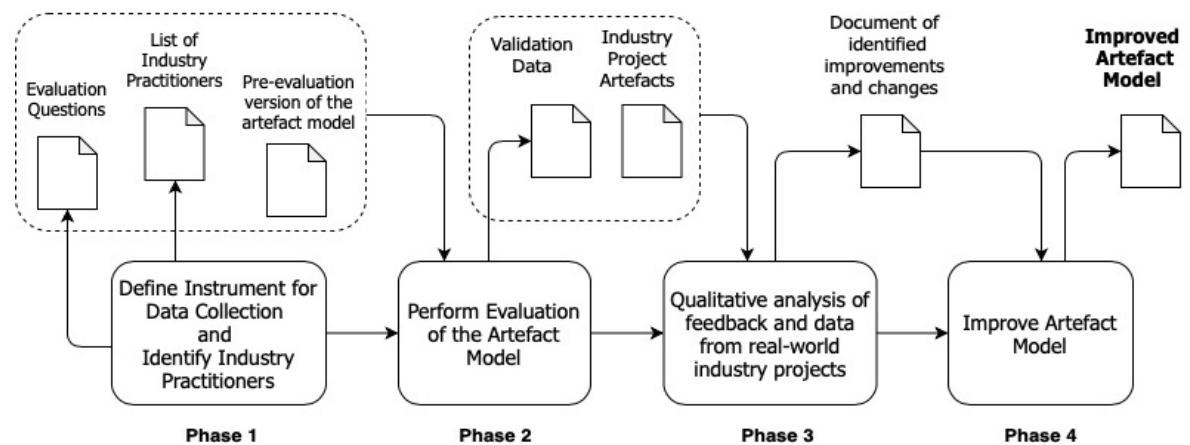 Evaluation
Questions
List of
Industry
Practitioners
Pre-evaluation
version of the
artefact model
Validation
Data
Industry
Project
Artefacts
Document of
identified
improvements
and changes
Improved
Artefact
Model
Define Instrument for
Data Collection
and
Identify Industry
Practitioners
Perform Evaluation
of the Artefact
Model
Qualitative analysis of
feedback and data
from real-world
industry projects
Improve Artefact
Model
Phase 1
Phase 2
Phase 3
Phase 4